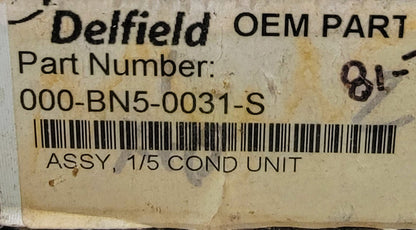 Delfield OEM PART
Part Number:
000-BN5-0031-S
ASSY, 1/5 COND UNIT